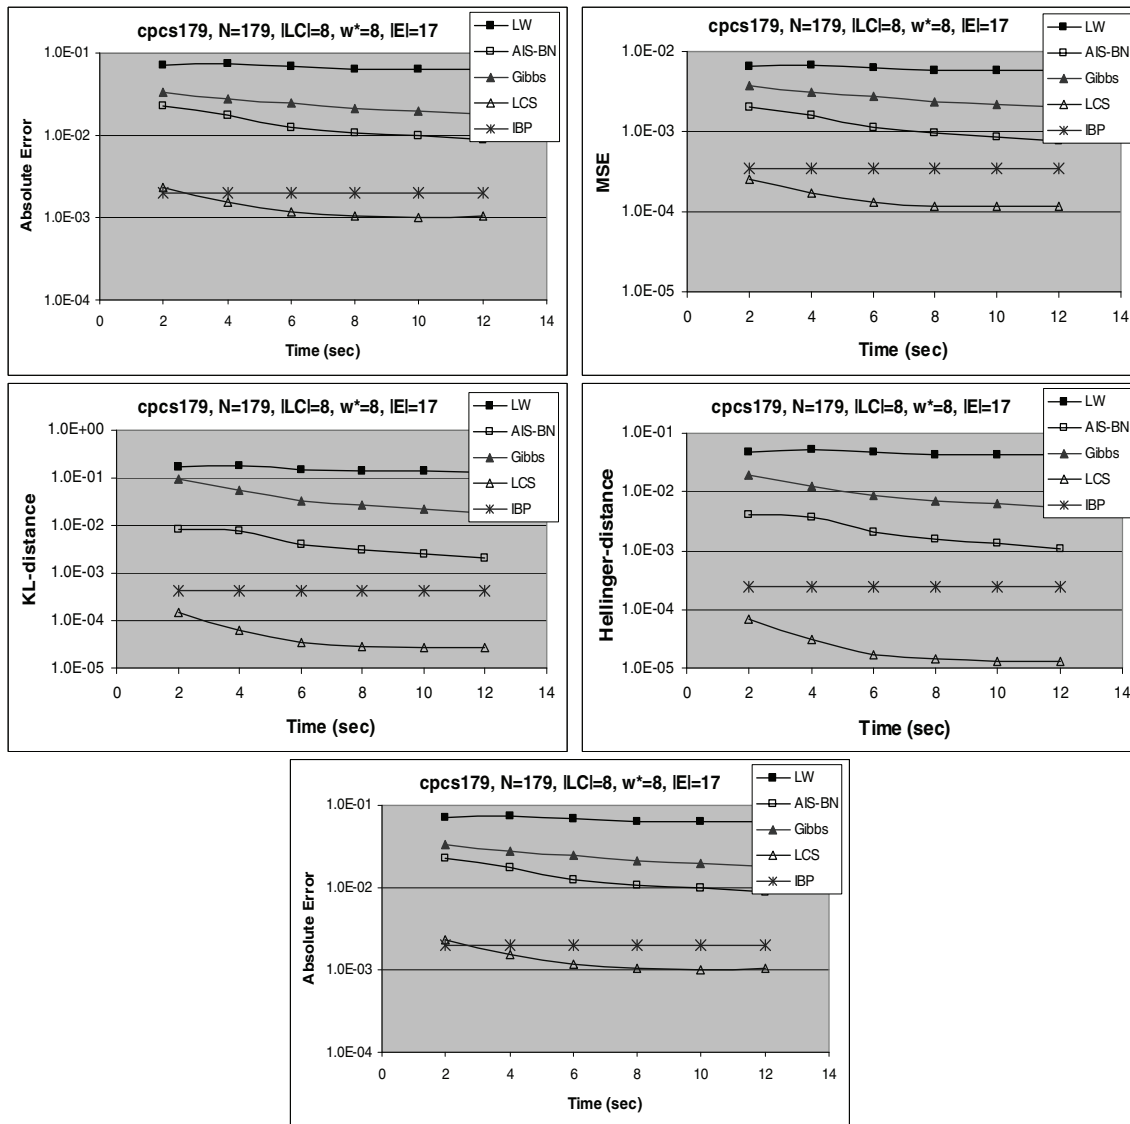 cpcs179, N=179, |LC|=8, w*=8, |E|=17
LW
AIS-BN
Gibbs
LCS
IBP
1.0E-01
1.0E-02
1.0E-03
1.0E-04
Absolute Error
0 2 4 6 8 10 12 14
Time (sec)
cpcs179, N=179, |LC|=8, w*=8, |E|=17
LW
AIS-BN
Gibbs
LCS
IBP
1.0E-02
1.0E-03
1.0E-04
1.0E-05
MSE
0 2 4 6 8 10 12 14
Time (sec)
cpcs179, N=179, |LC|=8, w*=8, |E|=17
LW
AIS-BN
Gibbs
LCS
IBP
1.0E+00
1.0E-01
1.0E-02
1.0E-03
1.0E-04
1.0E-05
KL-distance
0 2 4 6 8 10 12 14
Time (sec)
cpcs179, N=179, |LC|=8, w*=8, |E|=17
LW
AIS-BN
Gibbs
LCS
IBP
1.0E-01
1.0E-02
1.0E-03
1.0E-04
1.0E-05
Hellinger-distance
0 2 4 6 8 10 12 14
Time (sec)
cpcs179, N=179, |LC|=8, w*=8, |E|=17
LW
AIS-BN
Gibbs
LCS
IBP
1.0E-01
1.0E-02
1.0E-03
1.0E-04
Absolute Error
0 2 4 6 8 10 12 14
Time (sec)